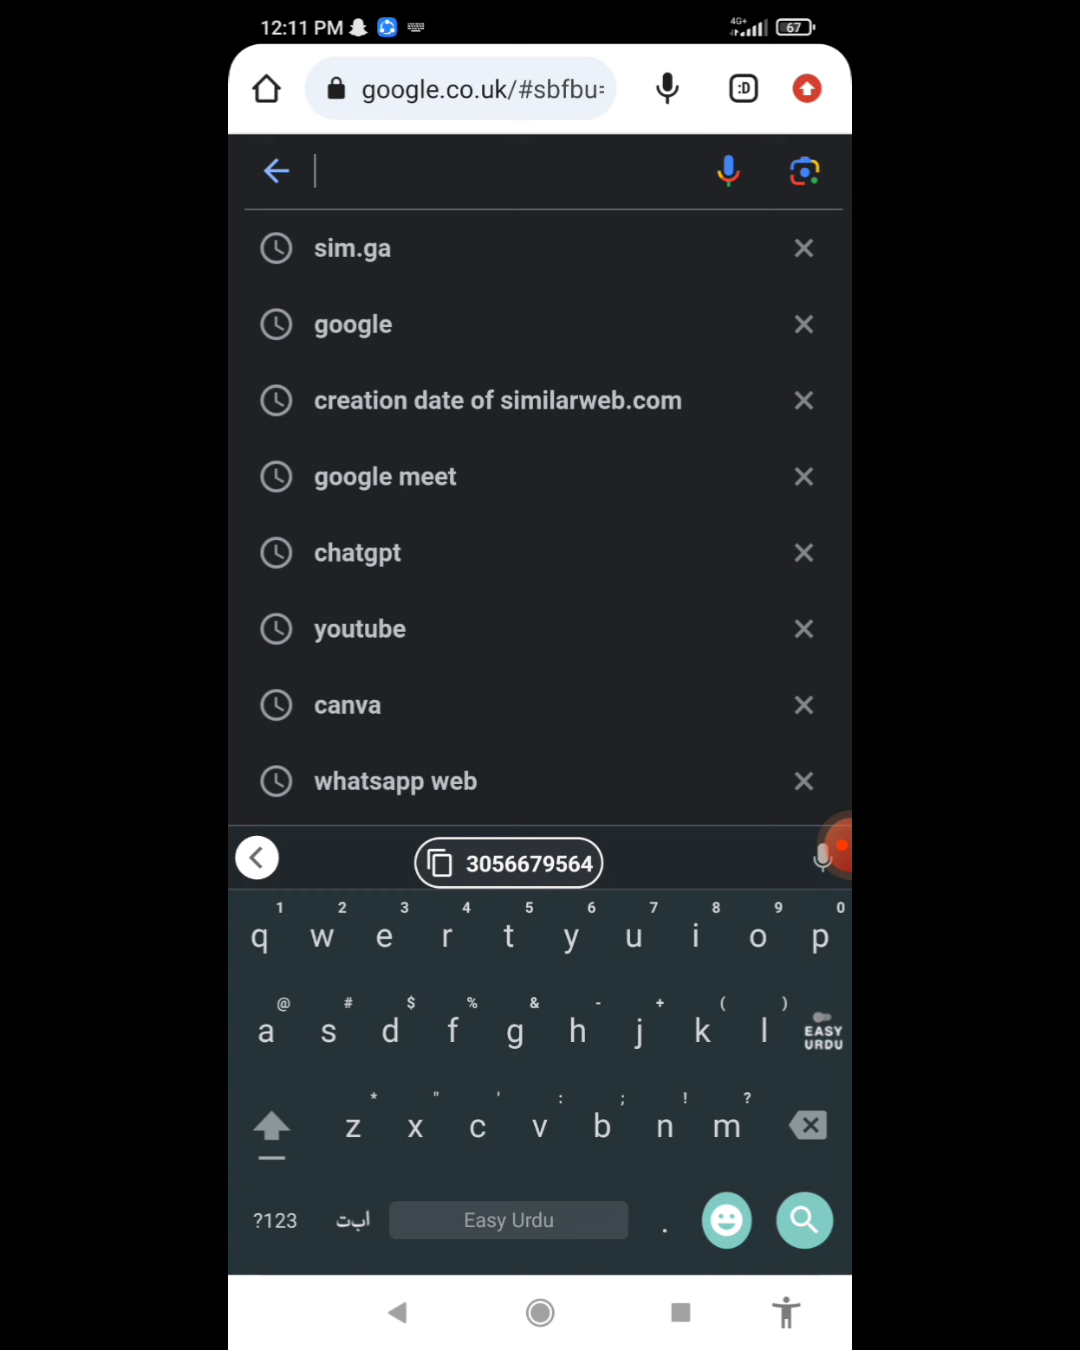 12:11 PM
4G+
67
google.co.uk/#sbfbu=
:D
sim.ga
google
creation date of similarweb.com
google meet
chatgpt
youtube
canva
whatsapp web
3056679564
1 2 3 4 5 6 7 8 9 0
q w e r t y u i o p
@ # $ % & - + ( )
a s d f g h j k l
EASY
URDU
* " ' : ; ! ?
z x c v b n m
?123 ابت Easy Urdu .